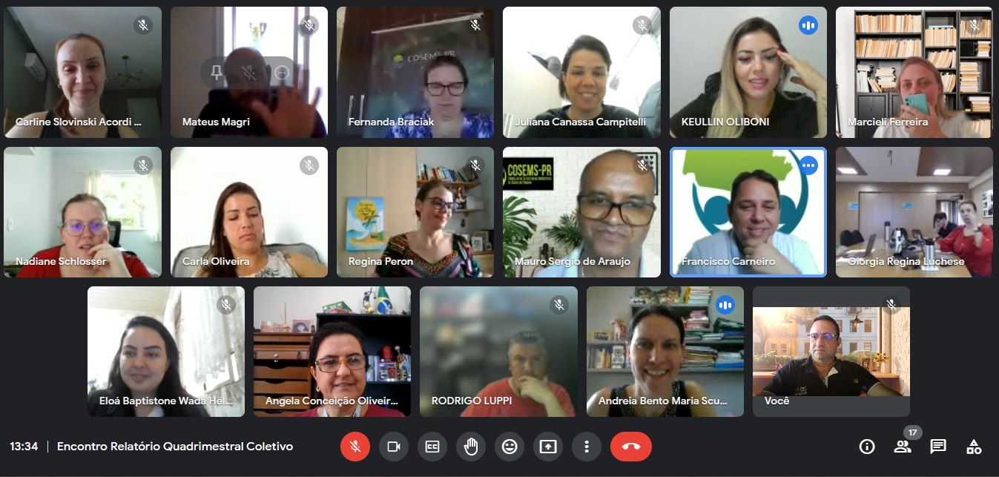 COSEMS-PR
Carline Slovinski Acordi ...
Mateus Magri
Fernanda Braciak
Juliana Canassa Campitelli
KEULLIN OLIBONI
Marcieli Ferreira
COSEMS-PR
Nadiane Schlosser
Carla Oliveira
Regina Peron
Mauro Sergio de Araujo
Francisco Carneiro
Giorgia Regina Luchese
Eloá Baptistone Wada Hel...
Angela Conceição Oliveir...
RODRIGO LUPPI
Andreia Bento Maria Scu...
Você
13:34 | Encontro Relatório Quadrimestral Coletivo
CC
17